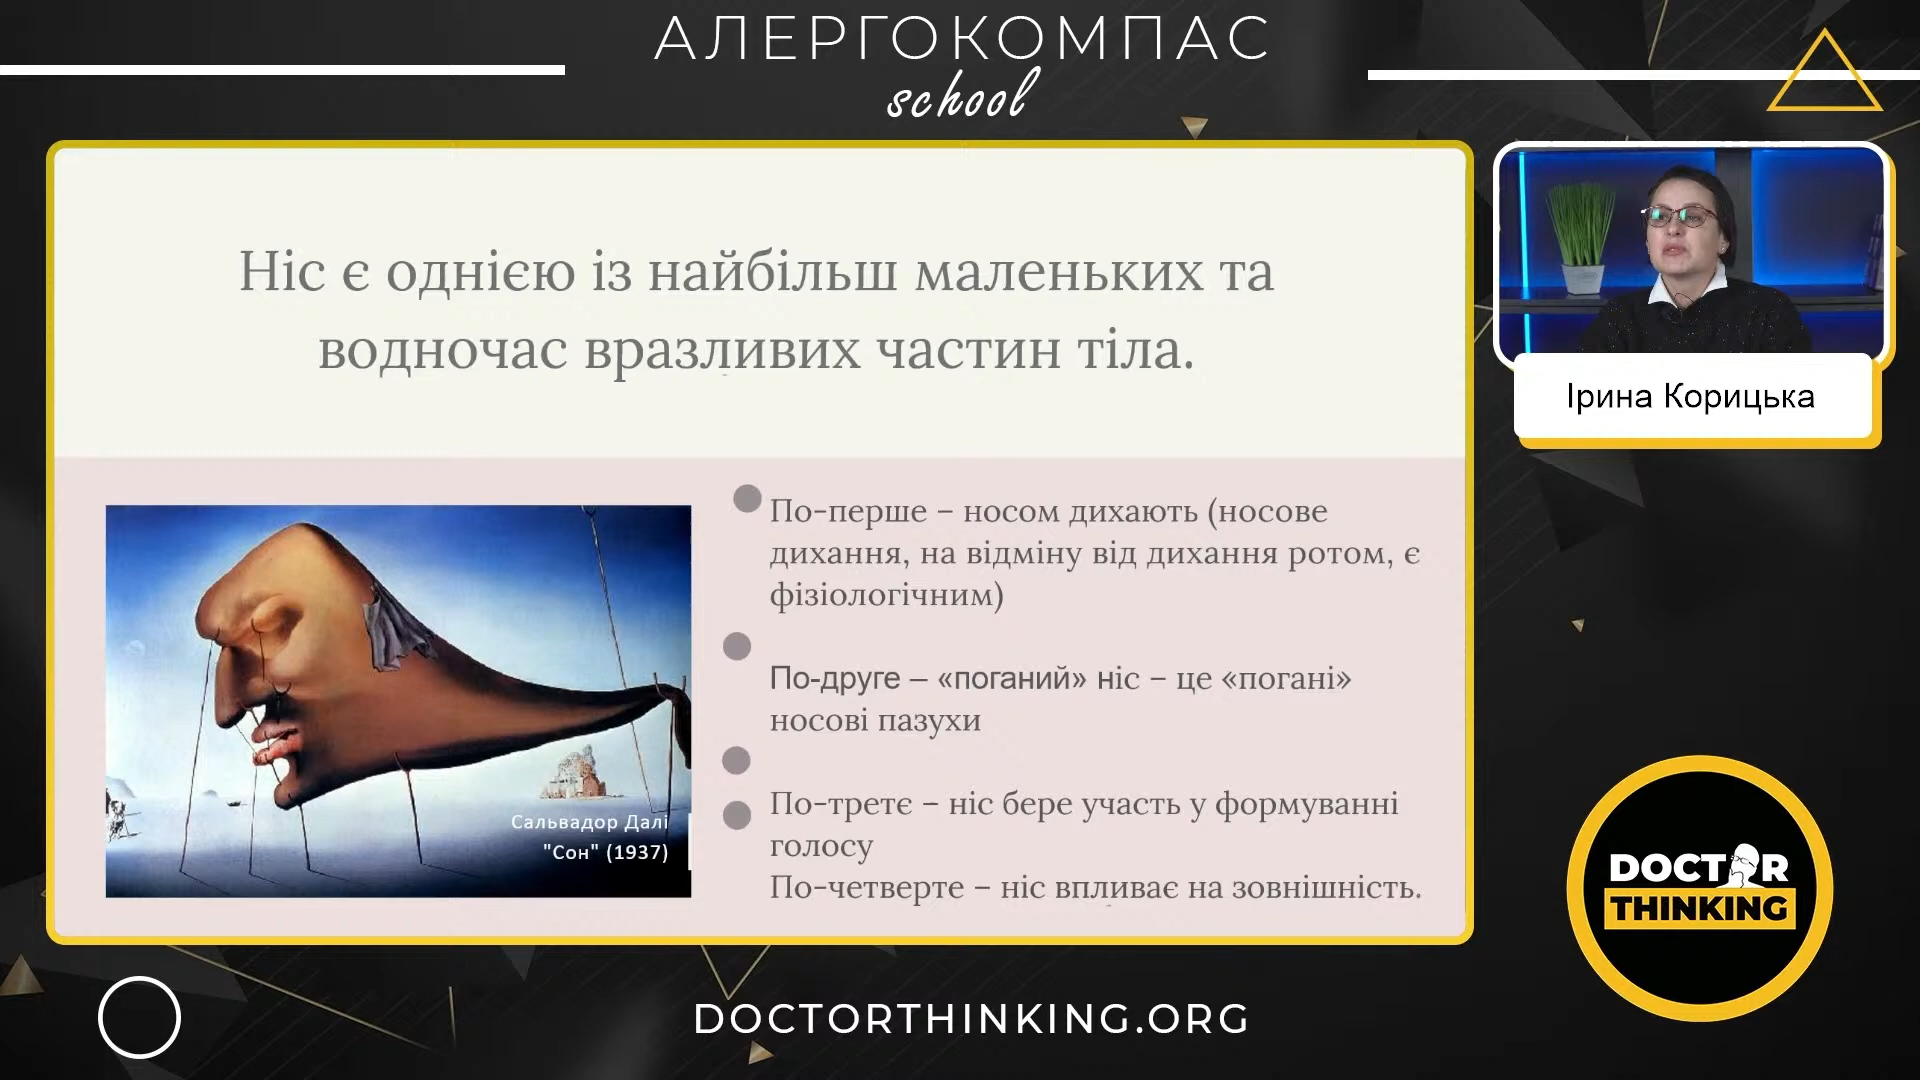 АЛЕРГОКОМПАС
school
Ніс є однією із найбільш маленьких та
водночас вразливих частин тіла.
По-перше – носом дихають (носове
дихання, на відміну від дихання ротом, є
фізіологічним)
По-друге – «поганий» ніс – це «погані»
носові пазухи
По-третє – ніс бере участь у формуванні
голосу
По-четверте – ніс впливає на зовнішність.
Сальвадор Далі
"Сон" (1937)
Ірина Корицька
DOCTOR
THINKING
DOCTORTHINKING.ORG